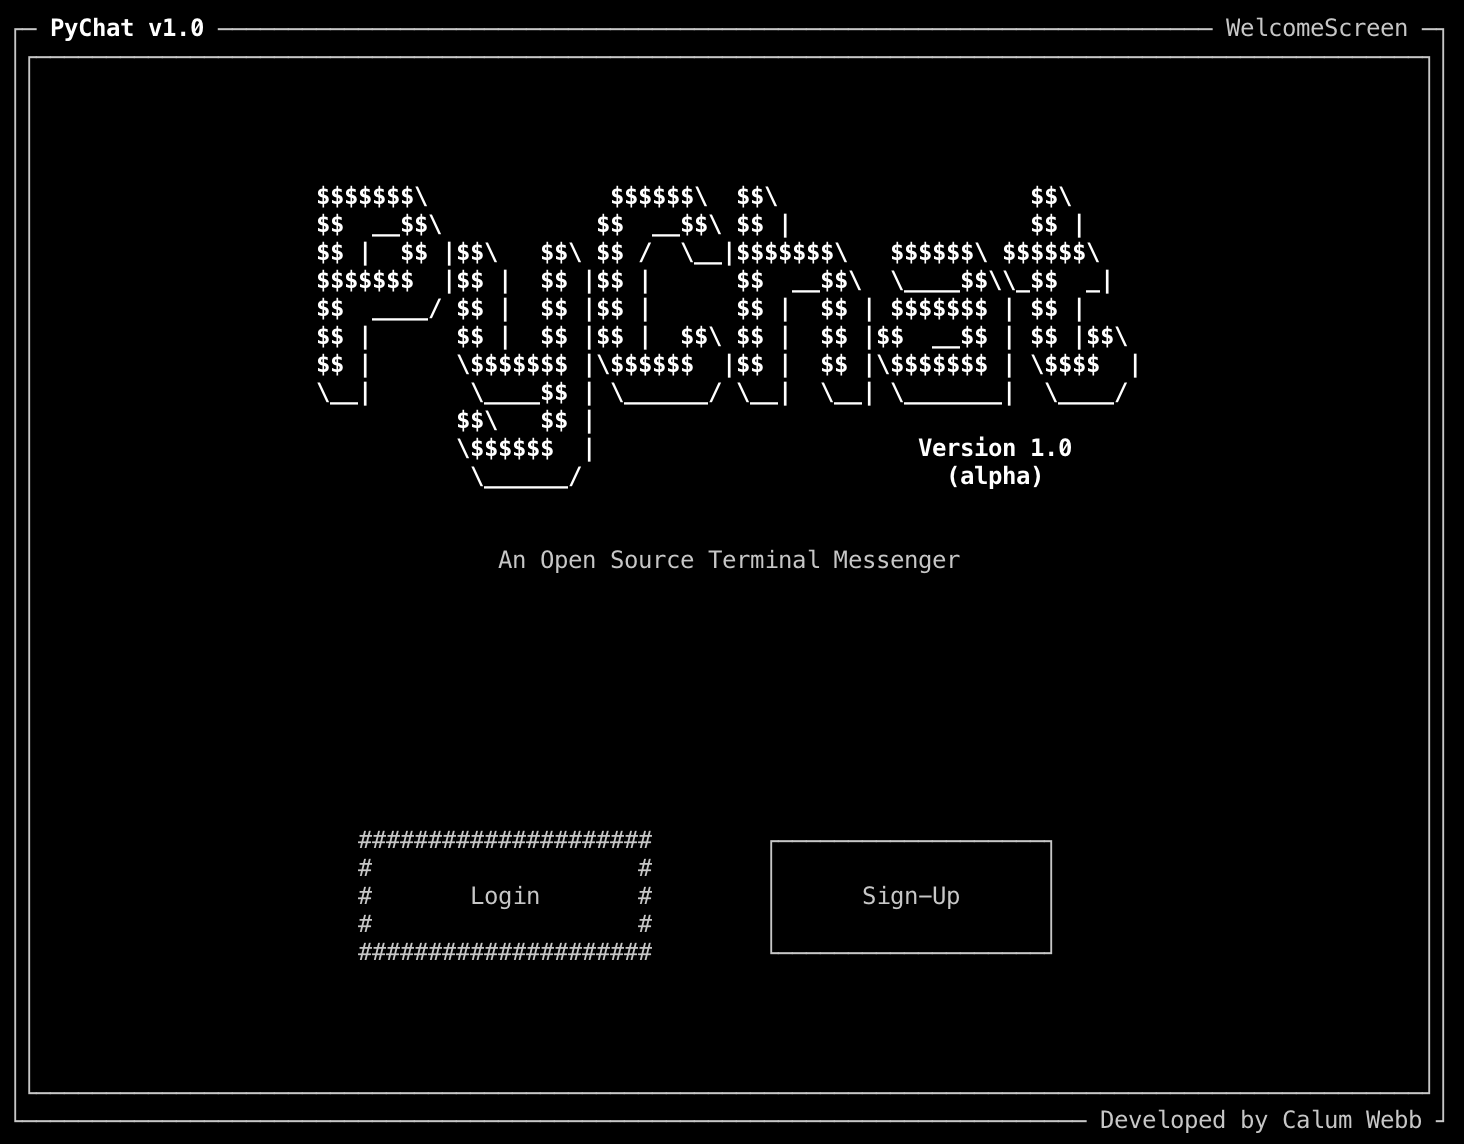 PyChat v1.0
WelcomeScreen
PyChat
Version 1.0
(alpha)
An Open Source Terminal Messenger
Login
Sign-Up
Developed by Calum Webb